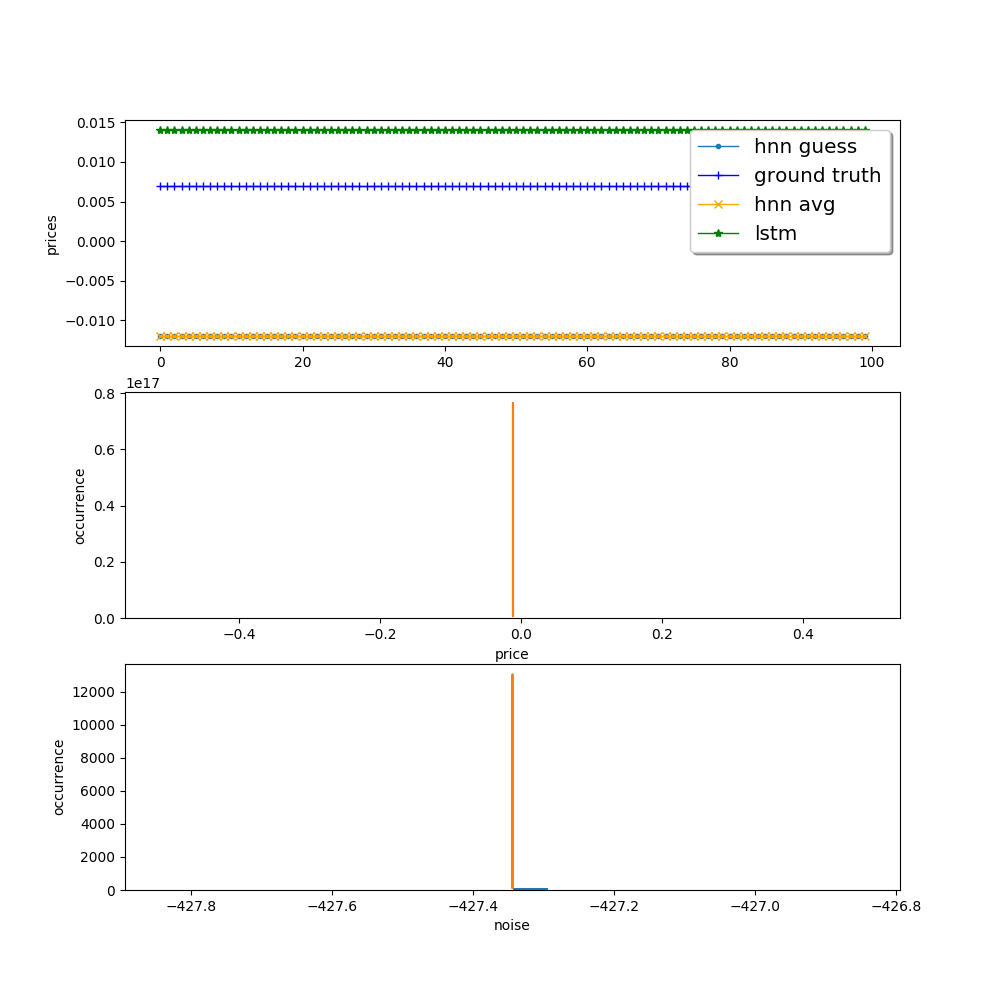 0.015
0.010
0.005
0.000
−0.005
−0.010
prices
hnn guess
ground truth
hnn avg
lstm
0 20 40 60 80 100
1e17
0.8
0.6
0.4
0.2
0.0
occurrence
−0.4 −0.2 0.0 0.2 0.4
price
12000
10000
8000
6000
4000
2000
0
occurrence
−427.8 −427.6 −427.4 −427.2 −427.0 −426.8
noise